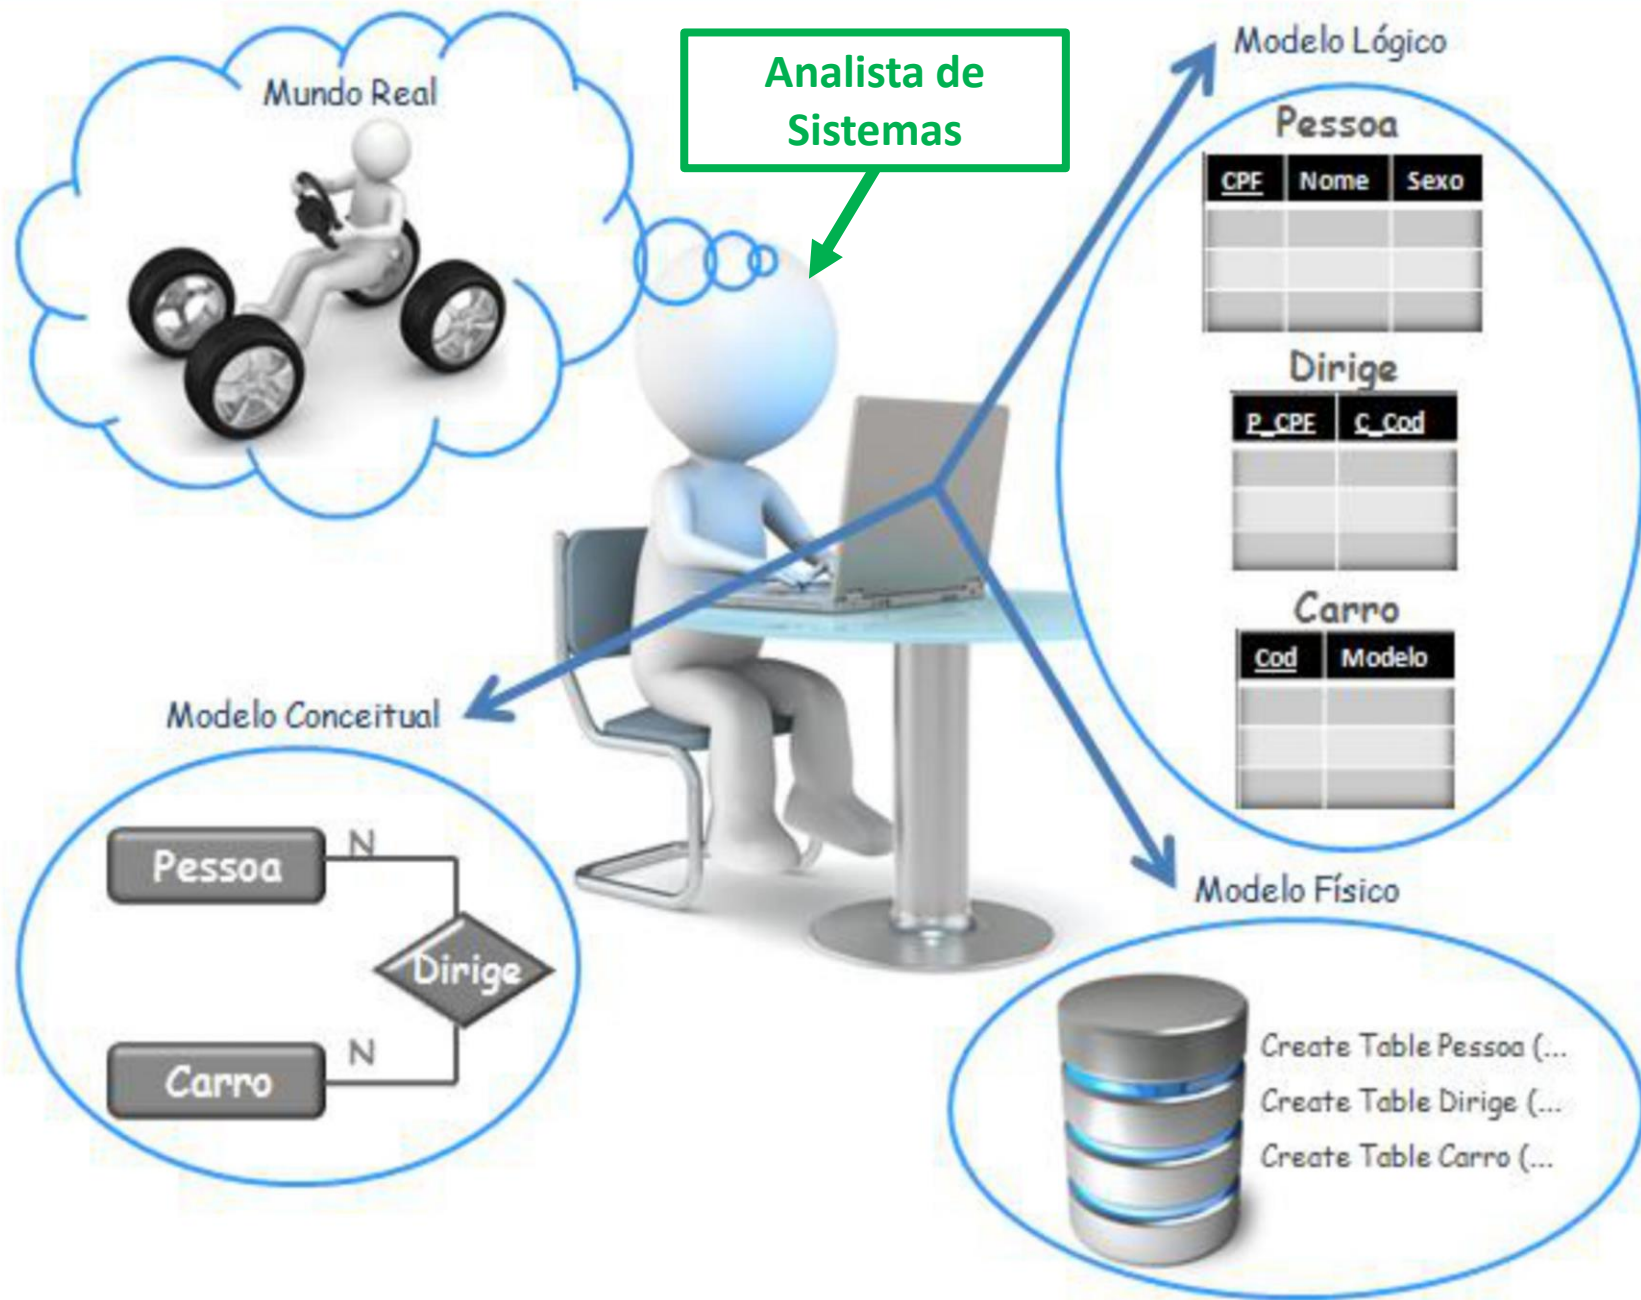 Mundo Real
Analista de
Sistemas
Modelo Lógico
Pessoa
CPF Nome Sexo
Dirige
P_CPF C_Cod
Carro
Cod Modelo
Modelo Conceitual
Pessoa
N
Dirige
N
Carro
Modelo Físico
Create Table Pessoa (...
Create Table Dirige (...
Create Table Carro (...